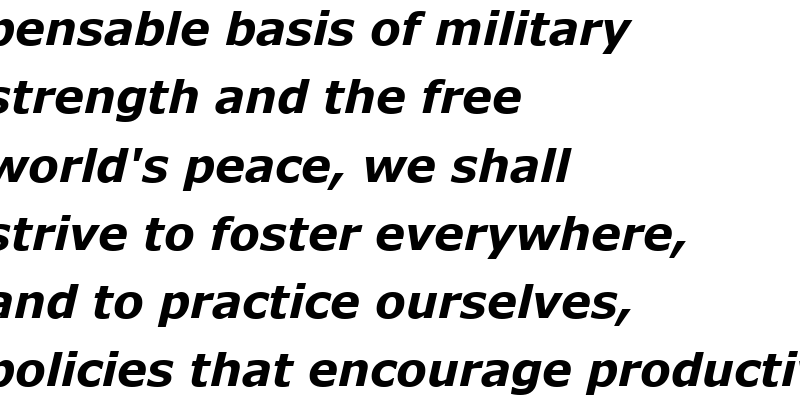 pensable basis of military
strength and the free
world's peace, we shall
strive to foster everywhere,
and to practice ourselves,
policies that encourage producti